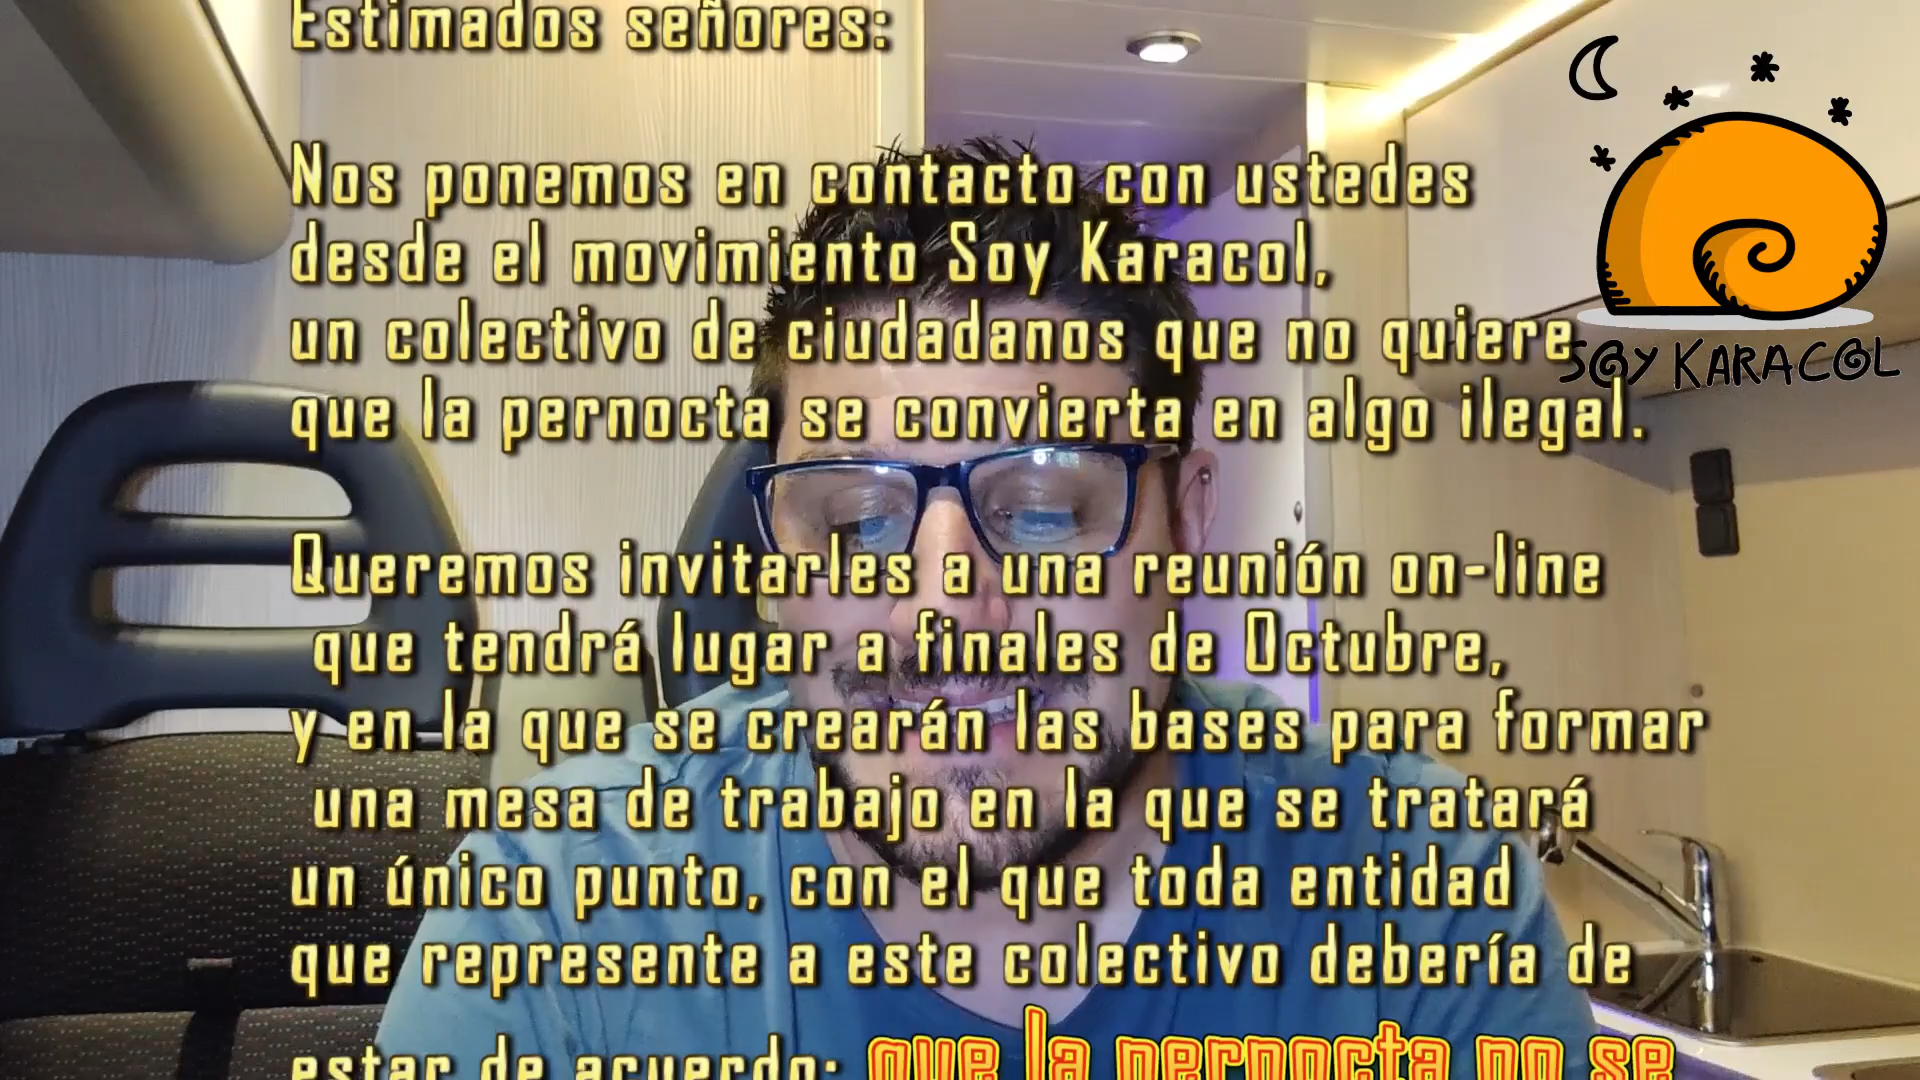 Estimados señores:
Nos ponemos en contacto con ustedes
desde el movimiento Soy Karacol,
un colectivo de ciudadanos que no quiere
que la pernocta se convierta en algo ilegal.
Queremos invitarles a una reunión on-line
que tendrá lugar a finales de Octubre,
y en la que se crearán las bases para formar
una mesa de trabajo en la que se tratará
un único punto, con el que toda entidad
que represente a este colectivo debería de
estar de acuerdo: que la pernocta no se
SOY KARACOL